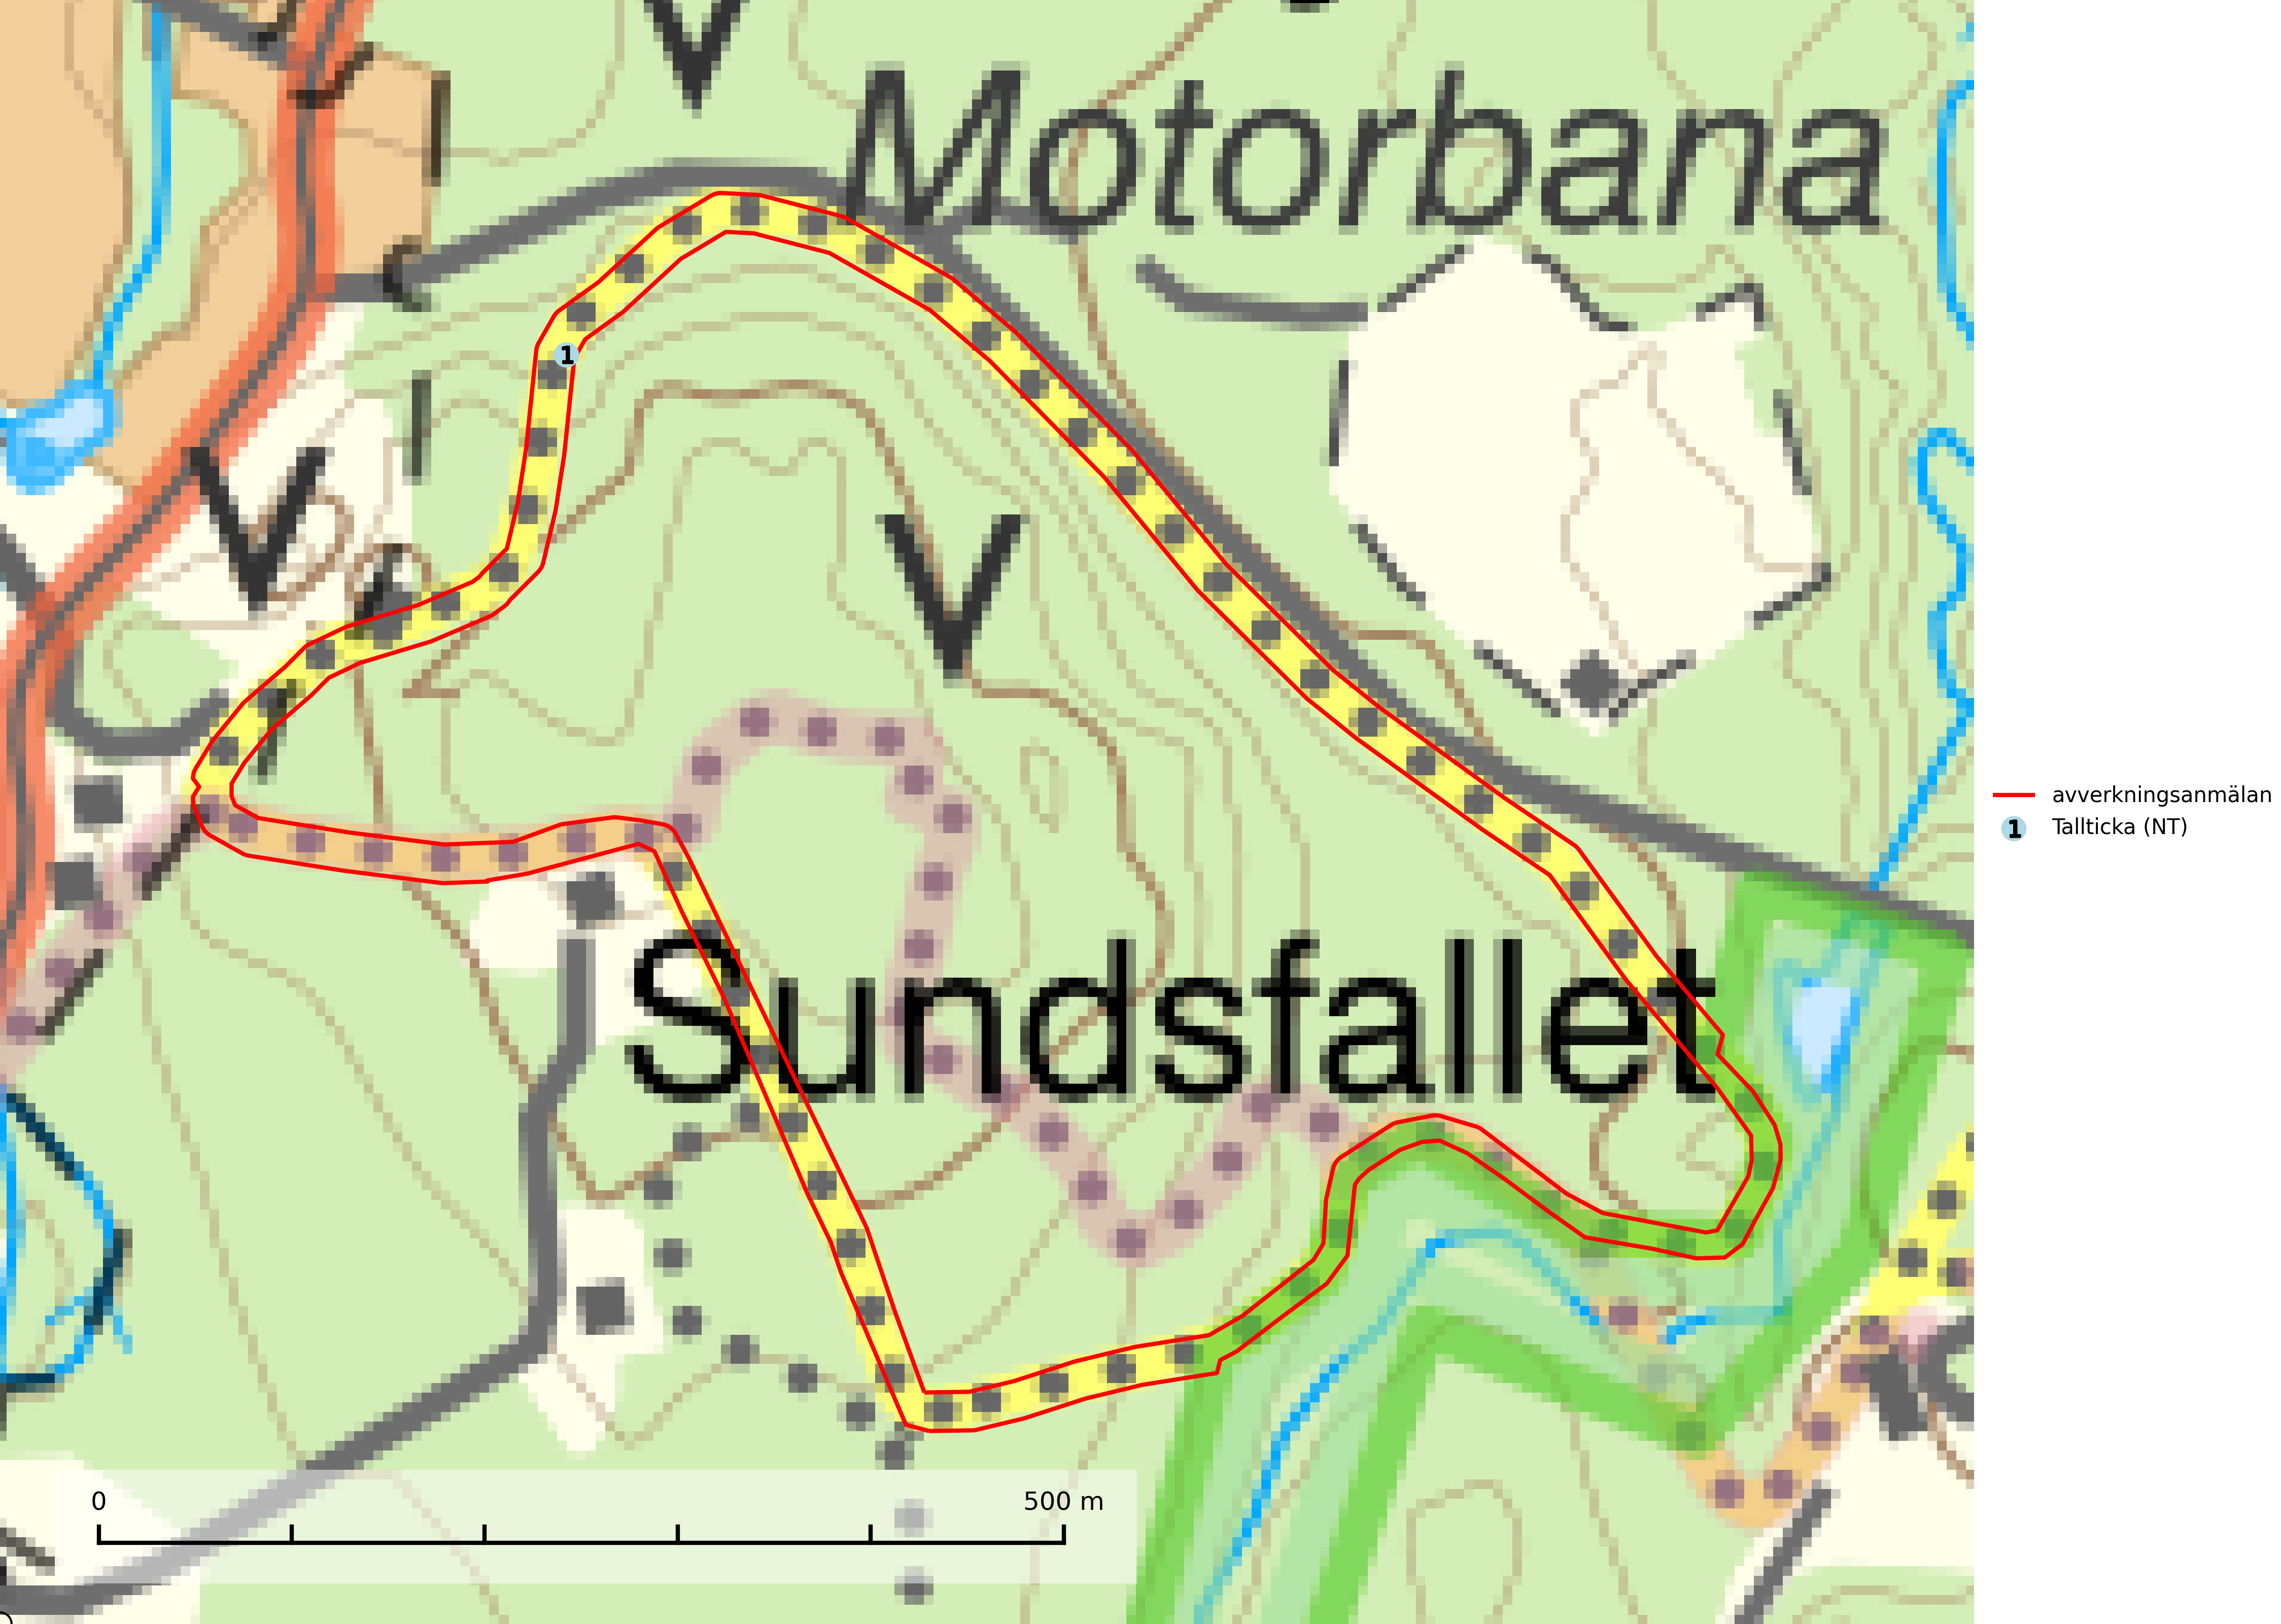 V
Motorbana
1
V
V
avverkningsanmälan
1 Tallticka (NT)
Sundsfallet
0 500 m